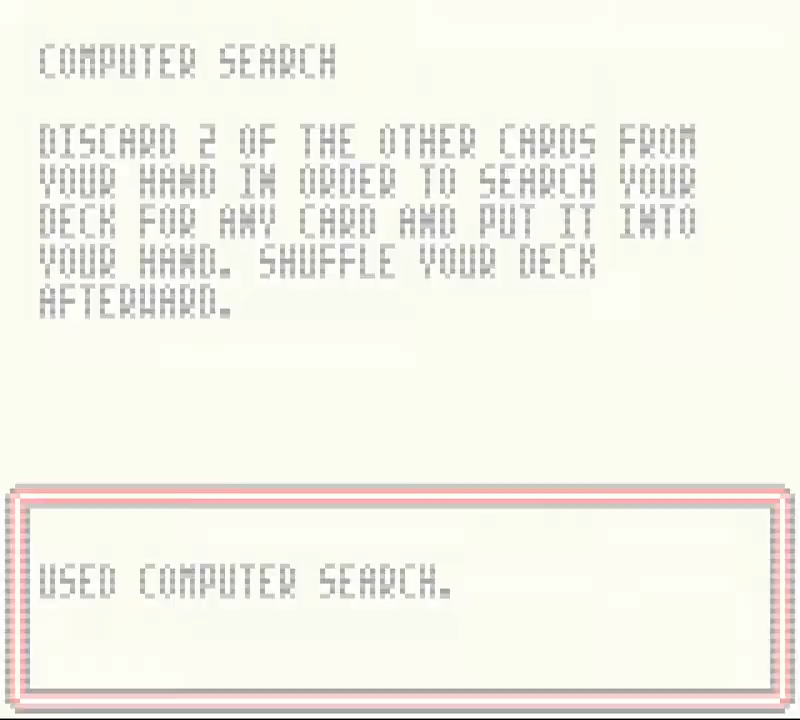 COMPUTER SEARCH
DISCARD 2 OF THE OTHER CARDS FROM
YOUR HAND IN ORDER TO SEARCH YOUR
DECK FOR ANY CARD AND PUT IT INTO
YOUR HAND. SHUFFLE YOUR DECK
AFTERWARD.
USED COMPUTER SEARCH.